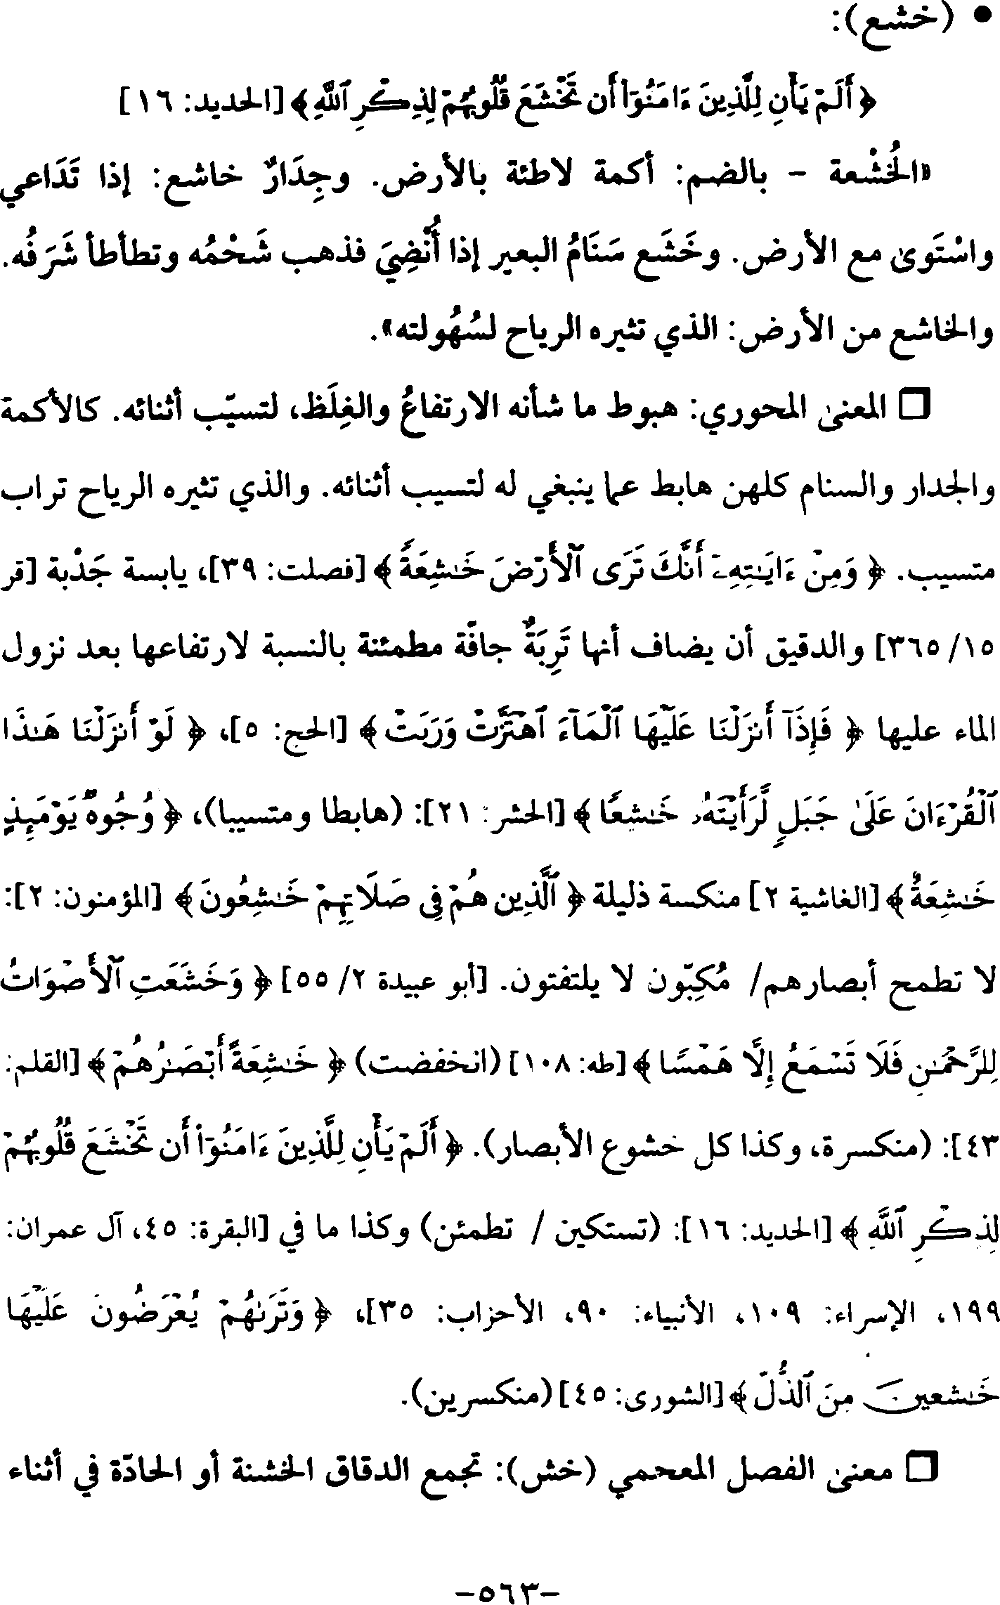 • (خشع):
﴿ أَلَمْ يَأْنِ لِلَّذِينَ ءَامَنُوٓا۟ أَن تَخْشَعَ قُلُوبُهُمْ لِذِكْرِ ٱللَّهِ ﴾ [الحديد: ١٦]
«الخُشْعة - بالضم: أكمة لاطئة بالأرض. وجِدَارٌ خاشع: إذا تَدَاعي
واسْتَوىٰ مع الأرض. وخَشَع سَنَامُ البعير إذا أُنْضِيَ فذهب شَحْمُه وتطأطأ شَرَفُه.
والخاشع من الأرض: الذي تثيره الرياح لسُهُولته».
❒ المعنىٰ المحوري: هبوط ما شأنه الارتفاعُ والغِلَظ، لتسيّب أثنائه. كالأكمة
والجدار والسنام كلهن هابط عما ينبغي له لتسيب أثنائه. والذي تثيره الرياح تراب
متسيب. ﴿ وَمِنْ ءَايَـٰتِهِۦٓ أَنَّكَ تَرَى ٱلْأَرْضَ خَـٰشِعَةً ﴾ [فصلت: ٣٩]، يابسة جَدْبة [قر
١٥/ ٣٦٥] والدقيق أن يضاف أنها تَرِبَةٌ جافّة مطمئنة بالنسبة لارتفاعها بعد نزول
الماء عليها ﴿ فَإِذَآ أَنزَلْنَا عَلَيْهَا ٱلْمَآءَ ٱهْتَزَّتْ وَرَبَتْ ﴾ [الحج: ٥]، ﴿ لَوْ أَنزَلْنَا هَـٰذَا
ٱلْقُرْءَانَ عَلَىٰ جَبَلٍ لَّرَأَيْتَهُۥ خَـٰشِعًا ﴾ [الحشر: ٢١]: (هابطا ومتسيبا)، ﴿ وُجُوهٌ يَوْمَئِذٍ
خَـٰشِعَةٌ ﴾ [الغاشية ٢] منكسة ذليلة ﴿ ٱلَّذِينَ هُمْ فِى صَلَاتِهِمْ خَـٰشِعُونَ ﴾ [المؤمنون: ٢]:
لا تطمح أبصارهم/ مُكِبّون لا يلتفتون. [أبو عبيدة ٢/ ٥٥] ﴿ وَخَشَعَتِ ٱلْأَصْوَاتُ
لِلرَّحْمَـٰنِ فَلَا تَسْمَعُ إِلَّا هَمْسًا ﴾ [طه: ١٠٨] (انخفضت) ﴿ خَـٰشِعَةً أَبْصَـٰرُهُمْ ﴾ [القلم:
٤٣]: (منكسرة، وكذا كل خشوع الأبصار). ﴿ أَلَمْ يَأْنِ لِلَّذِينَ ءَامَنُوٓا۟ أَن تَخْشَعَ قُلُوبُهُمْ
لِذِكْرِ ٱللَّهِ ﴾ [الحديد: ١٦]: (تستكين / تطمئن) وكذا ما في [البقرة: ٤٥، آل عمران:
١٩٩، الإسراء: ١٠٩، الأنبياء: ٩٠، الأحزاب: ٣٥]، ﴿ وَتَرَىٰهُمْ يُعْرَضُونَ عَلَيْهَا
خَـٰشِعِينَ مِنَ ٱلذُّلِّ ﴾ [الشورى: ٤٥] (منكسرين).
❒ معنىٰ الفصل المعجمي (خش): تجمع الدقاق الخشنة أو الحادّة في أثناء
-٥٦٣-